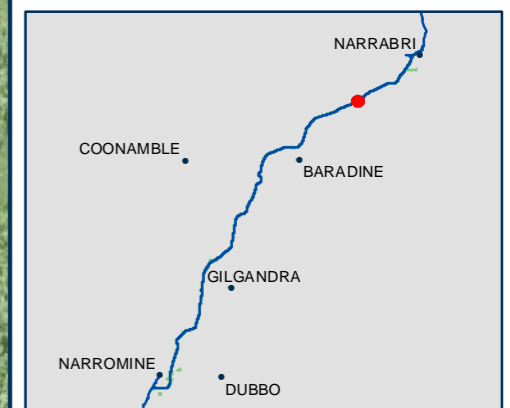 NARRABRI
COONAMBLE
BARADINE
GILGANDRA
NARROMINE
DUBBO